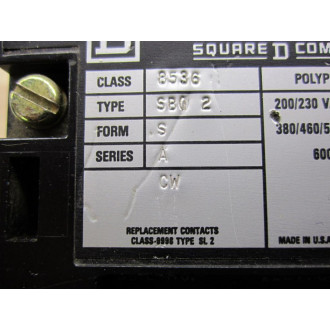 D SQUARE D COM
CLASS 8536 POLYP
TYPE SBO 2 200/230 V
FORM S 380/460/5
SERIES A 600
CW
REPLACEMENT CONTACTS
CLASS-9998 TYPE SL 2
MADE IN U.S.A